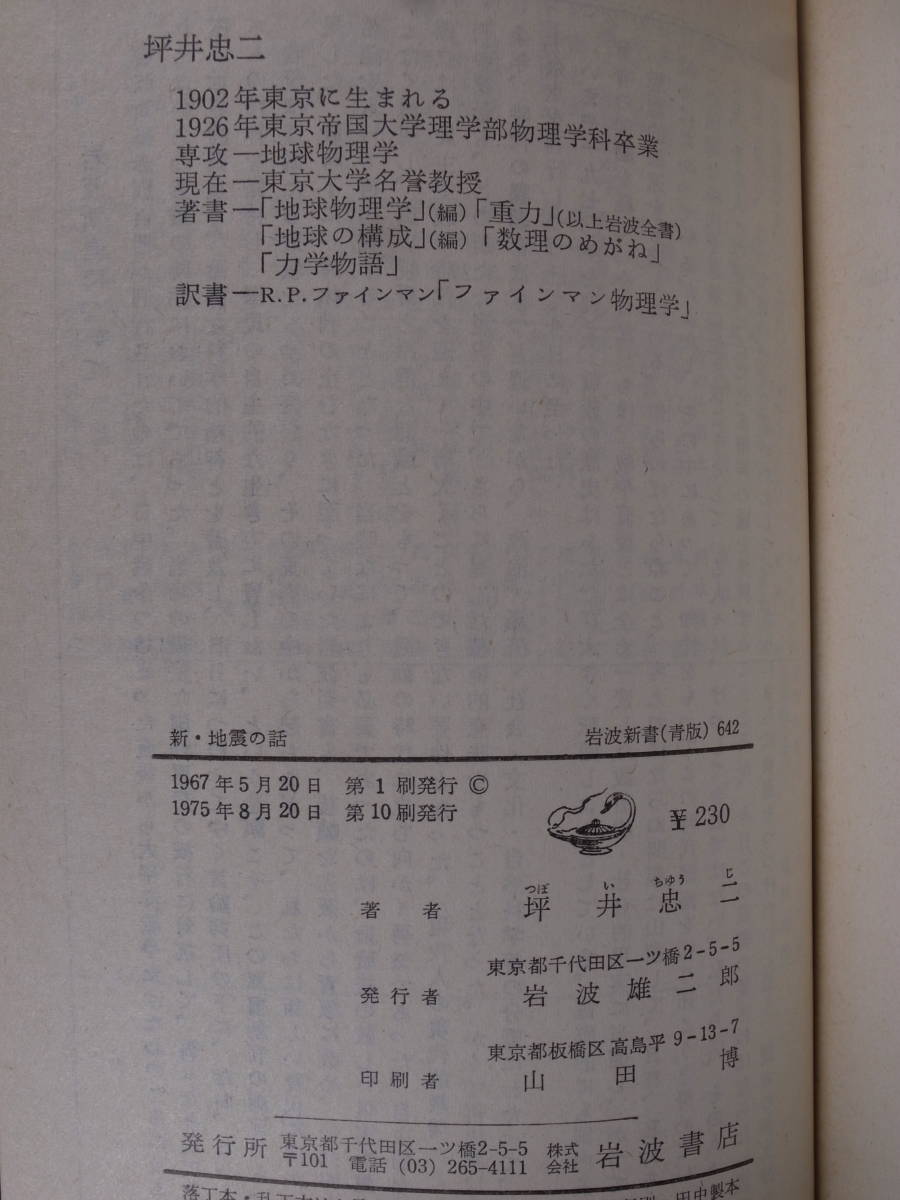 坪井忠二
1902年東京に生まれる
1926年東京帝国大学理学部物理学科卒業
専攻—地球物理学
現在—東京大学名誉教授
著書—「地球物理学」(編)「重力」(以上岩波全書)
「地球の構成」(編)「数理のめがね」
「力学物語」
訳書—R.P.ファインマン「ファインマン物理学」
新・地震の話 岩波新書(青版) 642
1967年5月20日 第1刷発行 ©
1975年8月20日 第10刷発行
¥230
つぼ い ちゅう じ
著者 坪井忠二
東京都千代田区一ツ橋2-5-5
発行者 岩波雄二郎
東京都板橋区高島平9-13-7
印刷者 山田博
発行所 東京都千代田区一ツ橋2-5-5 株式会社 岩波書店
〒101 電話 (03) 265-4111
落丁本・乱丁本 田中製本